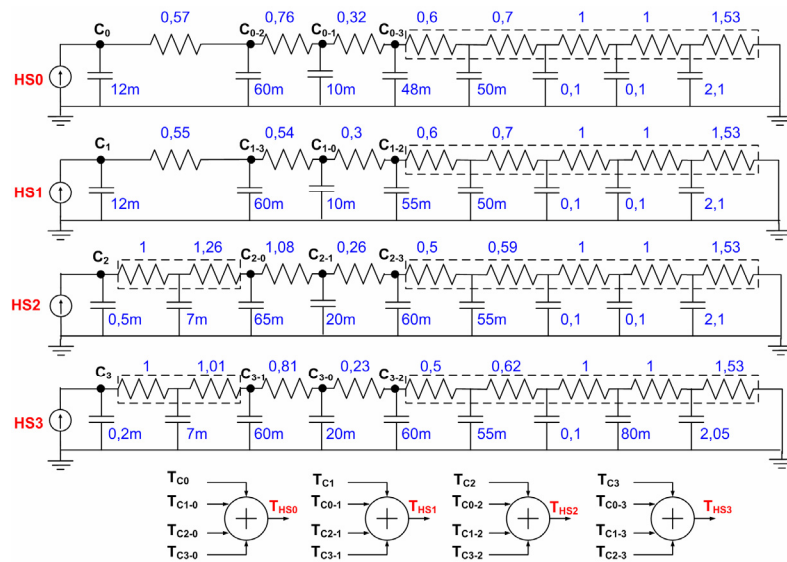 0,57 0,76 0,32 0,6 0,7 1 1 1,53
C0 C0-2 C0-1 C0-3
HS0
12m 60m 10m 48m 50m 0,1 0,1 2,1
0,55 0,54 0,3 0,6 0,7 1 1 1,53
C1 C1-3 C1-0 C1-2
HS1
12m 60m 10m 55m 50m 0,1 0,1 2,1
1 1,26 1,08 0,26 0,5 0,59 1 1 1,53
C2 C2-0 C2-1 C2-3
HS2
0,5m 7m 65m 20m 60m 55m 0,1 0,1 2,1
1 1,01 0,81 0,23 0,5 0,62 1 1 1,53
C3 C3-1 C3-0 C3-2
HS3
0,2m 7m 60m 20m 60m 55m 0,1 80m 2,05
TC0 TC1 TC2 TC3
TC1-0 THS0 TC0-1 THS1 TC0-2 THS2 TC0-3 THS3
TC2-0 TC2-1 TC1-2 TC1-3
TC3-0 TC3-1 TC3-2 TC2-3